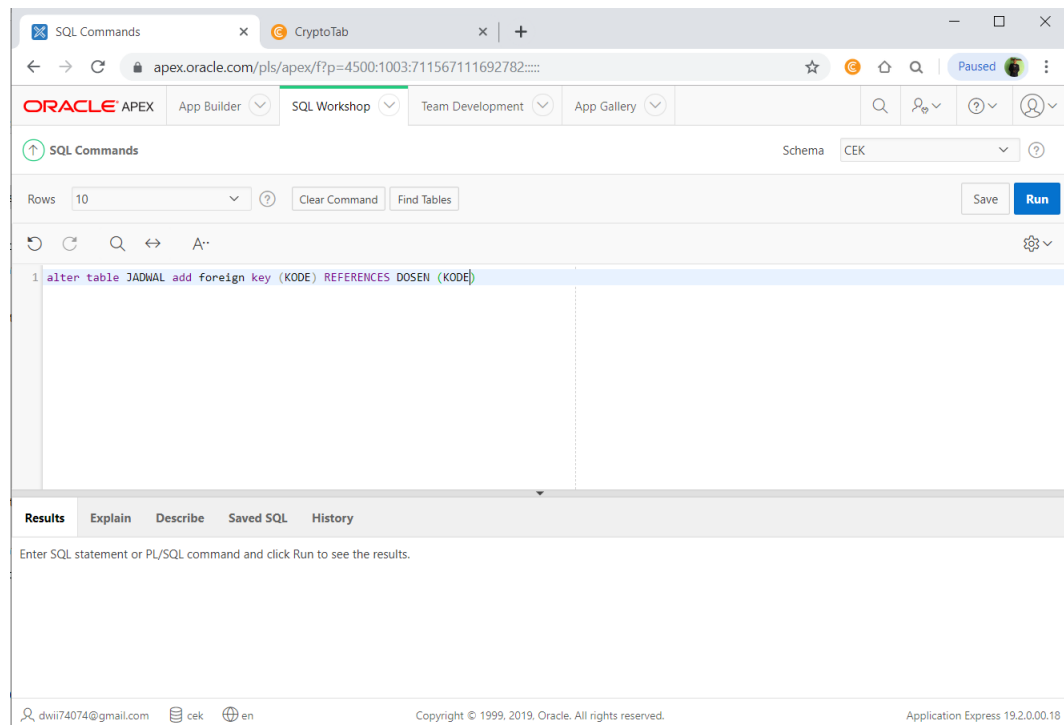 SQL Commands
CryptoTab
apex.oracle.com/pls/apex/f?p=4500:1003:711567111692782:::::
Paused
ORACLE APEX App Builder SQL Workshop Team Development App Gallery
SQL Commands Schema CEK
Rows 10 Clear Command Find Tables Save Run
A··
1 alter table JADWAL add foreign key (KODE) REFERENCES DOSEN (KODE)
Results Explain Describe Saved SQL History
Enter SQL statement or PL/SQL command and click Run to see the results.
dwii74074@gmail.com cek en Copyright © 1999, 2019, Oracle. All rights reserved. Application Express 19.2.0.00.18